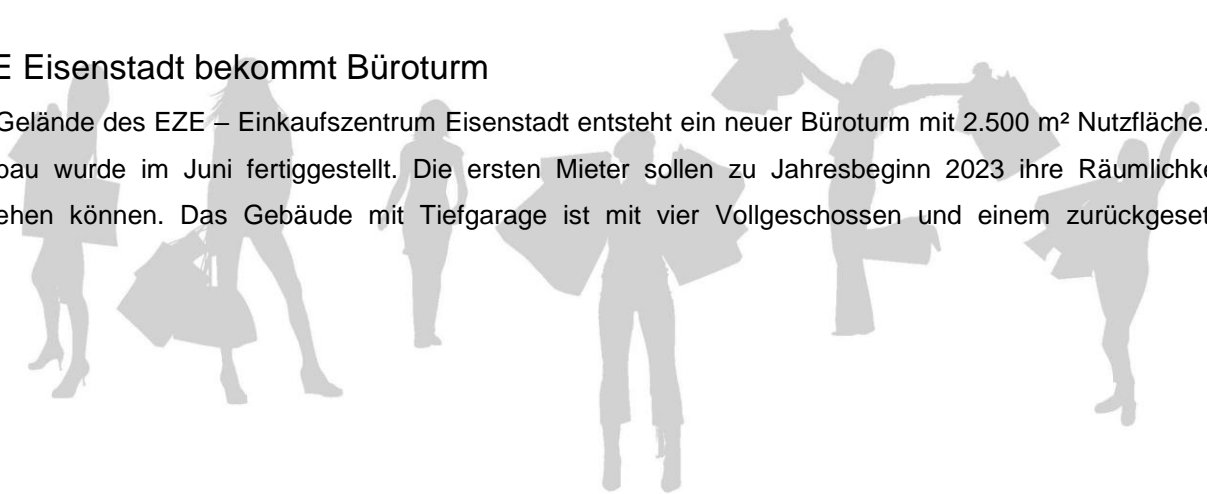 E Eisenstadt bekommt Büroturm
Gelände des EZE – Einkaufszentrum Eisenstadt entsteht ein neuer Büroturm mit 2.500 m² Nutzfläche.
bau wurde im Juni fertiggestellt. Die ersten Mieter sollen zu Jahresbeginn 2023 ihre Räumlichke
ehen können. Das Gebäude mit Tiefgarage ist mit vier Vollgeschossen und einem zurückgeset